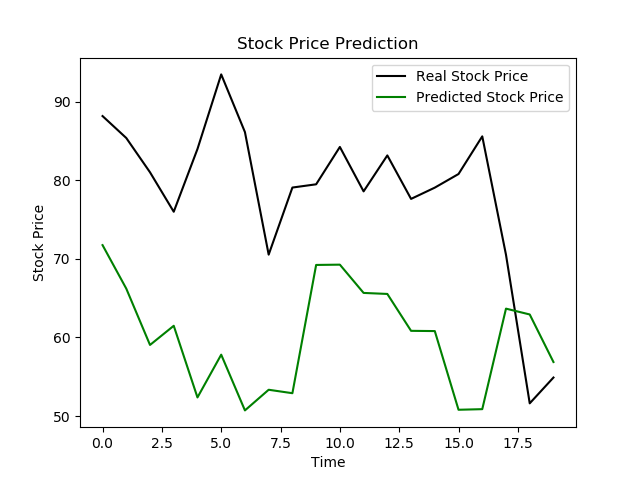 Stock Price Prediction
Real Stock Price
Predicted Stock Price
90
80
70
60
50
Stock Price
0.0 2.5 5.0 7.5 10.0 12.5 15.0 17.5
Time